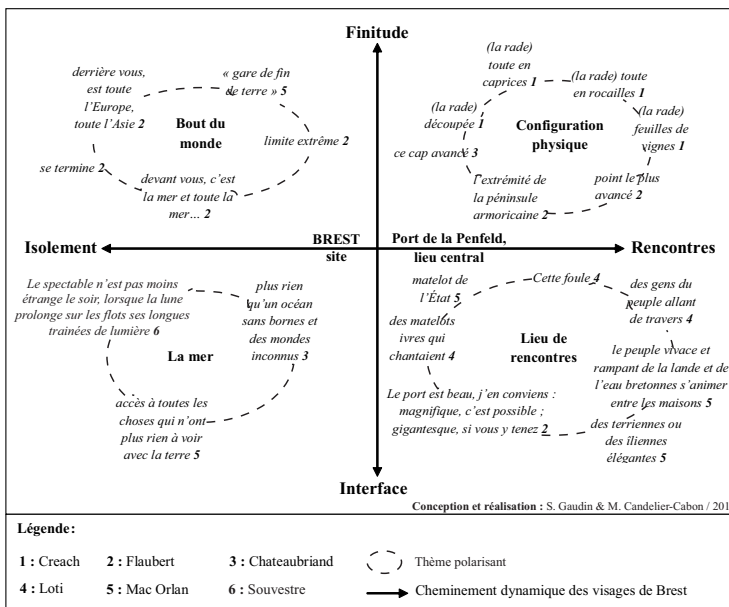 Finitude
derrière vous,
est toute
l'Europe,
toute l'Asie 2
« gare de fin
de terre » 5
Bout du
monde
limite extrême 2
se termine 2
devant vous, c'est
la mer et toute la
mer… 2
(la rade)
toute en
caprices 1
(la rade) toute
en rocailles 1
(la rade)
découpée 1
(la rade)
feuilles de
vignes 1
Configuration
physique
ce cap avancé 3
l'extrémité de
la péninsule
armoricaine 2
point le plus
avancé 2
Isolement
BREST
site
Port de la Penfeld,
lieu central
Rencontres
Le spectable n'est pas moins
étrange le soir, lorsque la lune
prolonge sur les flots ses longues
trainées de lumière 6
plus rien
qu'un océan
sans bornes et
des mondes
inconnus 3
La mer
accès à toutes les
choses qui n'ont
plus rien à voir
avec la terre 5
matelot de
l'État 5
Cette foule 4
des gens du
peuple allant
de travers 4
des matelots
ivres qui
chantaient 4
Lieu de
rencontres
le peuple vivace et
rampant de la lande et de
l'eau bretonnes s'animer
entre les maisons 5
Le port est beau, j'en conviens :
magnifique, c'est possible ;
gigantesque, si vous y tenez 2
des terriennes ou
des îliennes
élégantes 5
Interface
Conception et réalisation : S. Gaudin & M. Candelier-Cabon / 201
Légende:
1 : Creach 2 : Flaubert 3 : Chateaubriand Thème polarisant
4 : Loti 5 : Mac Orlan 6 : Souvestre Cheminement dynamique des visages de Brest